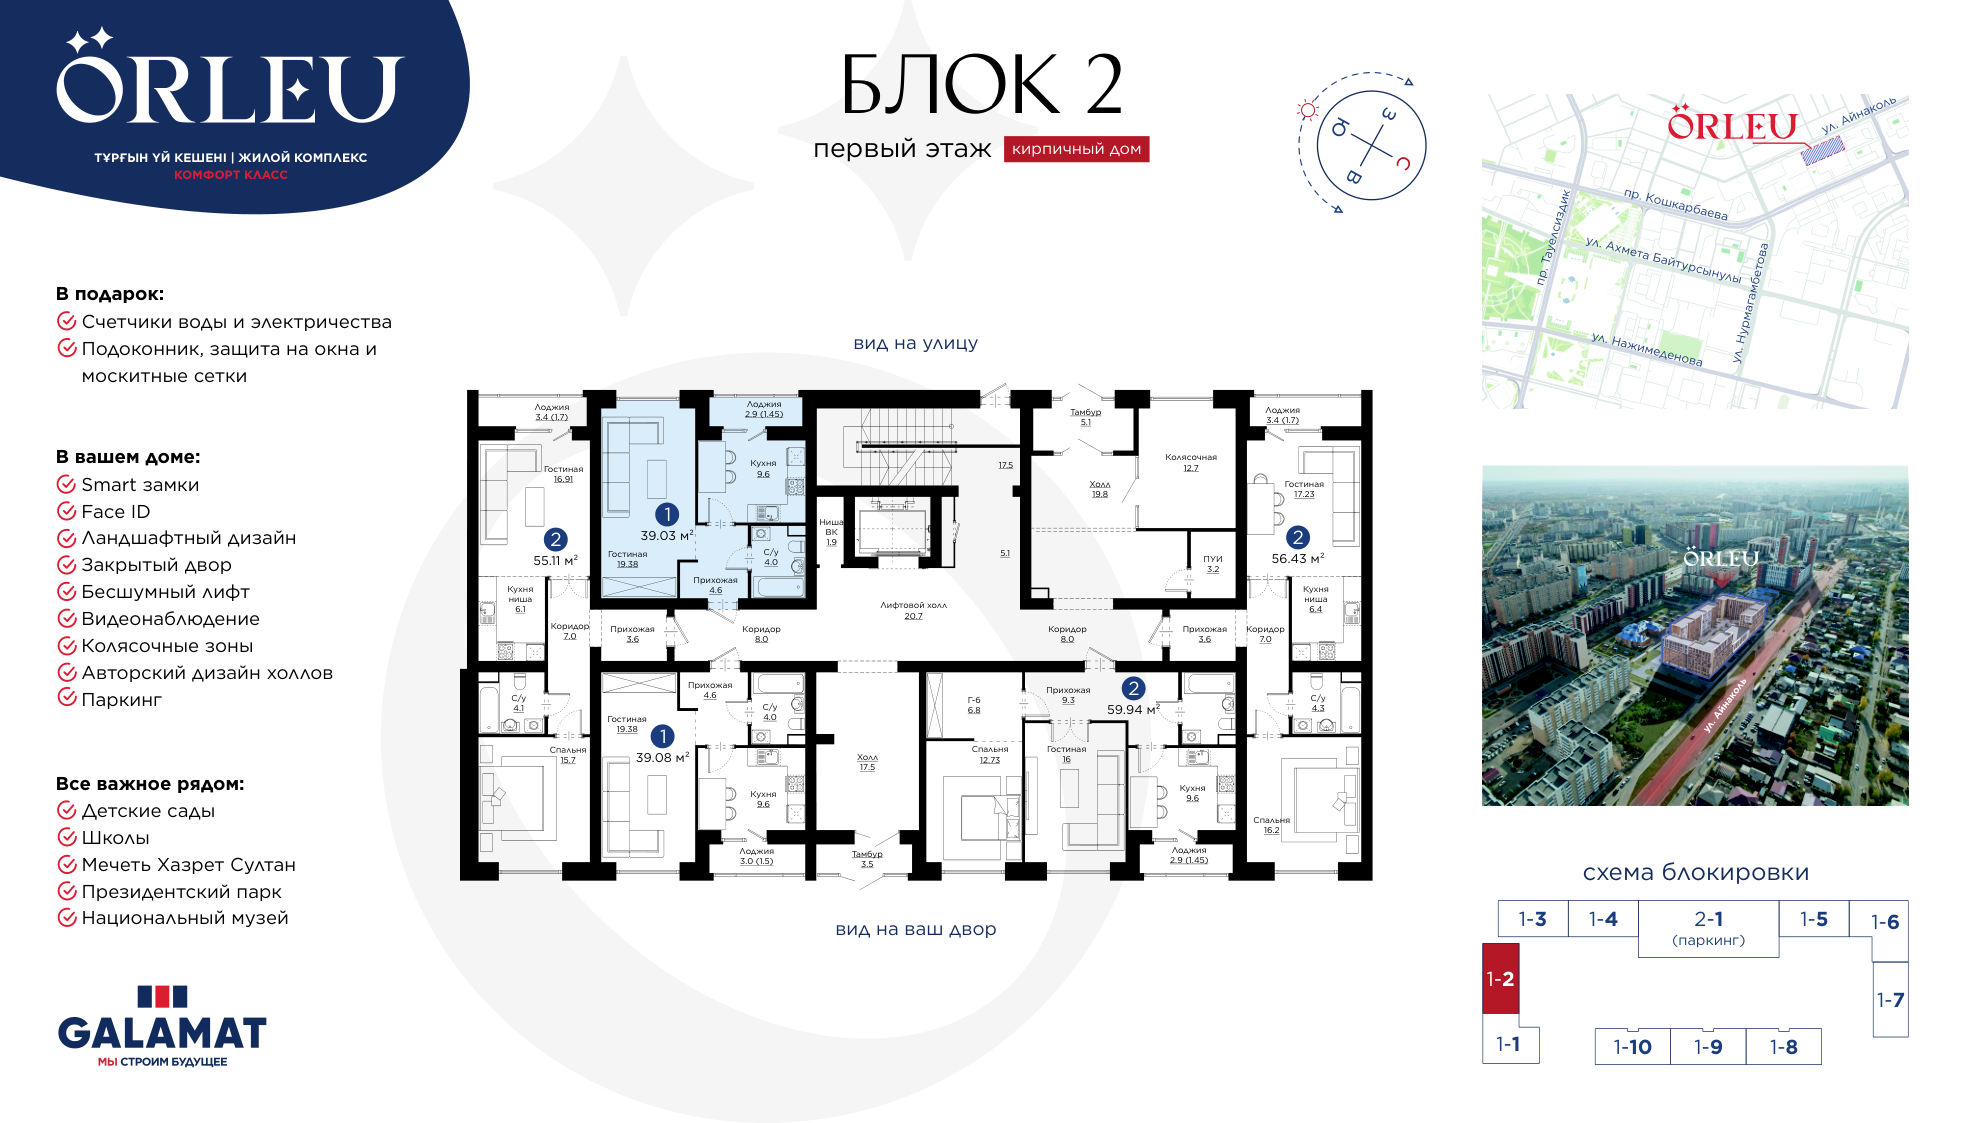 ÖRLEU
ТҰРҒЫН ҮЙ КЕШЕНІ | ЖИЛОЙ КОМПЛЕКС
КОМФОРТ КЛАСС
БЛОК 2
первый этаж
кирпичный дом
З
Ю
С
В
ÖRLEU
ул. Айнаколь
пр. Кошкарбаева
пр. Тауелсиздик
ул. Ахмета Байтурсынулы
ул. Нурмагамбетова
ул. Нажимеденова
В подарок:
Счетчики воды и электричества
Подоконник, защита на окна и
москитные сетки
В вашем доме:
Smart замки
Face ID
Ландшафтный дизайн
Закрытый двор
Бесшумный лифт
Видеонаблюдение
Колясочные зоны
Авторский дизайн холлов
Паркинг
Все важное рядом:
Детские сады
Школы
Мечеть Хазрет Султан
Президентский парк
Национальный музей
GALAMAT
МЫ СТРОИМ БУДУЩЕЕ
вид на улицу
Лоджия
3.4 (1.7)
Гостиная
16.91
2
55.11 м²
Кухня
ниша
6.1
Коридор
7.0
Прихожая
3.6
С/у
4.1
Спальня
15.7
Лоджия
2.9 (1.45)
Кухня
9.6
1
39.03 м²
Гостиная
19.38
С/у
4.0
Прихожая
4.6
Коридор
8.0
Ниша
ВК
1.9
17.5
5.1
Лифтовой холл
20.7
Тамбур
5.1
Холл
19.8
Колясочная
12.7
ПУИ
3.2
Коридор
8.0
Прихожая
3.6
Лоджия
3.4 (1.7)
Гостиная
17.23
2
56.43 м²
Кухня
ниша
6.4
Коридор
7.0
С/у
4.3
Спальня
16.2
Прихожая
4.6
Гостиная
19.38
С/у
4.0
1
39.08 м²
Кухня
9.6
Лоджия
3.0 (1.5)
Холл
17.5
Тамбур
3.5
Г-б
6.8
Спальня
12.73
Прихожая
9.3
2
59.94 м²
Гостиная
16
Кухня
9.6
Лоджия
2.9 (1.45)
вид на ваш двор
ÖRLEU
ул. Айнаколь
схема блокировки
1-3
1-4
2-1
(паркинг)
1-5
1-6
1-2
1-7
1-1
1-10
1-9
1-8